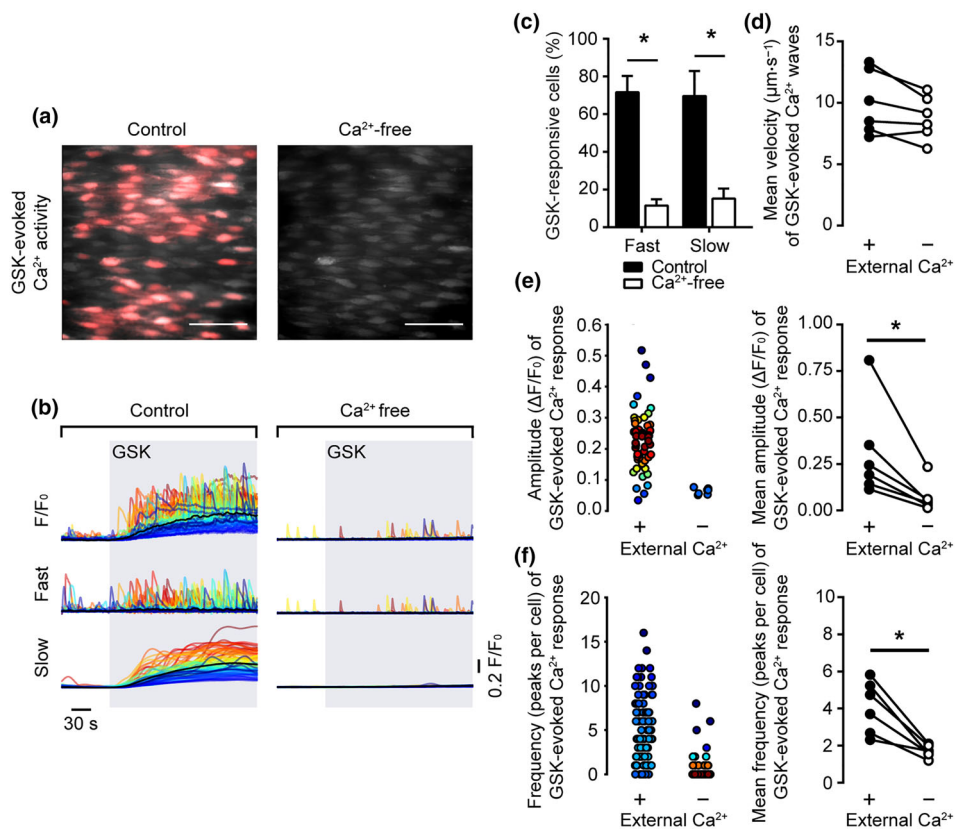 (a)
Control
Ca²⁺-free
GSK-evoked
Ca²⁺ activity
(b)
Control
Ca²⁺ free
GSK
GSK
F/F₀
Fast
Slow
30 s
0.2 F/F₀
(c)
GSK-responsive cells (%)
100
80
60
40
20
0
*
*
Fast
Slow
Control
Ca²⁺-free
(d)
Mean velocity (μm·s⁻¹)
of GSK-evoked Ca²⁺ waves
15
10
5
0
+
−
External Ca²⁺
(e)
Amplitude (ΔF/F₀) of
GSK-evoked Ca²⁺ response
0.6
0.5
0.4
0.3
0.2
0.1
0.0
+
−
External Ca²⁺
Mean amplitude (ΔF/F₀) of
GSK-evoked Ca²⁺ response
1.00
0.75
0.50
0.25
0.00
*
+
−
External Ca²⁺
(f)
Frequency (peaks per cell) of
GSK-evoked Ca²⁺ response
20
15
10
5
0
+
−
External Ca²⁺
Mean frequency (peaks per cell) of
GSK-evoked Ca²⁺ response
8
6
4
2
0
*
+
−
External Ca²⁺